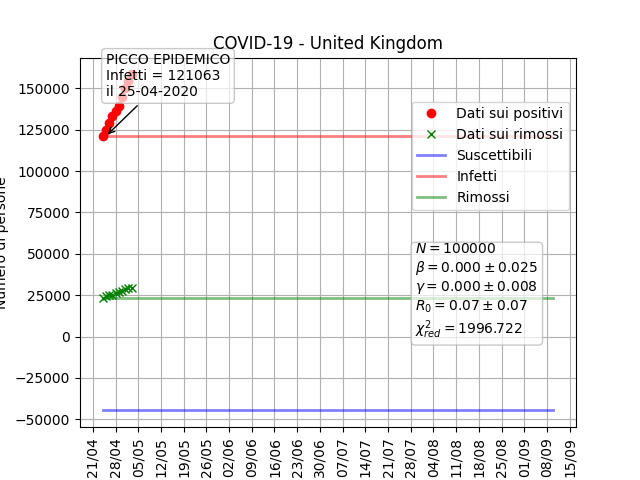 COVID-19 - United Kingdom
PICCO EPIDEMICO
Infetti = 121063
il 25-04-2020
Numero di persone
150000
125000
100000
75000
50000
25000
0
−25000
−50000
Dati sui positivi
Dati sui rimossi
Suscettibili
Infetti
Rimossi
N = 100000
β = 0.000 ± 0.025
γ = 0.000 ± 0.008
R₀ = 0.07 ± 0.07
χ²_red = 1996.722
21/04
28/04
05/05
12/05
19/05
26/05
02/06
09/06
16/06
23/06
30/06
07/07
14/07
21/07
28/07
04/08
11/08
18/08
25/08
01/09
08/09
15/09